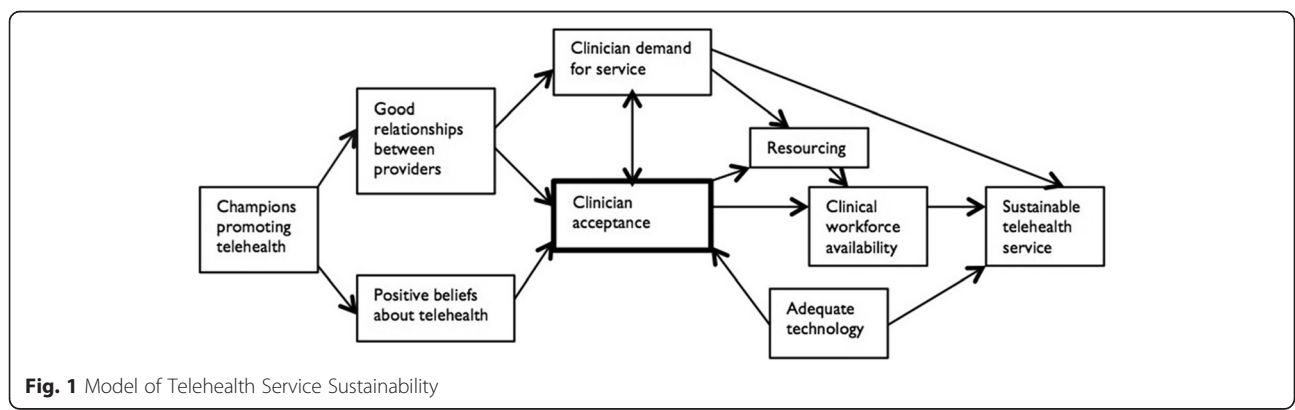 Clinician demand
for service
Good
relationships
between
providers
Resourcing
Champions
promoting
telehealth
Clinician
acceptance
Clinical
workforce
availability
Sustainable
telehealth
service
Positive beliefs
about telehealth
Adequate
technology
Fig. 1 Model of Telehealth Service Sustainability